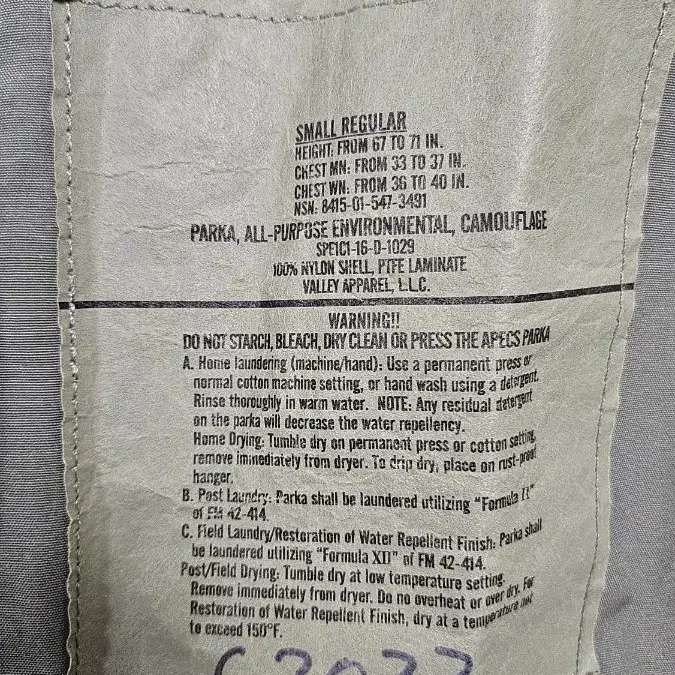 SMALL REGULAR
HEIGHT: FROM 67 TO 71 IN.
CHEST MN: FROM 33 TO 37 IN.
CHEST WN: FROM 36 TO 40 IN.
NSN: 8415-01-547-3491
PARKA, ALL-PURPOSE ENVIRONMENTAL, CAMOUFLAGE
SPE1C1-16-D-1029
100% NYLON SHELL, PTFE LAMINATE
VALLEY APPAREL, L.L.C.
WARNING!!
DO NOT STARCH, BLEACH, DRY CLEAN OR PRESS THE APECS PARKA
A. Home laundering (machine/hand): Use a permanent press or
normal cotton machine setting, or hand wash using a detergent.
Rinse thoroughly in warm water. NOTE: Any residual detergent
on the parka will decrease the water repellency.
Home Drying: Tumble dry on permanent press or cotton setting,
remove immediately from dryer. To drip dry, place on rust-proof
hanger.
B. Post Laundry: Parka shall be laundered utilizing "Formula II"
of FM 42-414
C. Field Laundry/Restoration of Water Repellent Finish: Parka shall
be laundered utilizing "Formula XII" of FM 42-414.
Post/Field Drying: Tumble dry at low temperature setting.
Remove immediately from dryer. Do no overheat or over dry. For
Restoration of Water Repellent Finish, dry at a temperature not
to exceed 150°F.